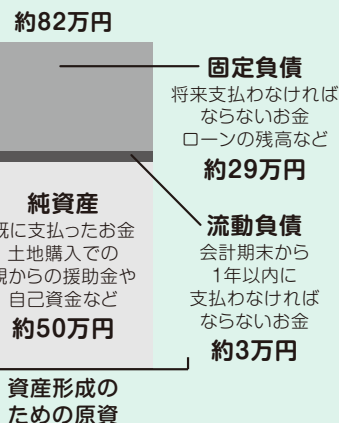 約82万円
固定負債
将来支払わなければ
ならないお金
ローンの残高など
約29万円
純資産
に支払ったお金
土地購入での
からの援助金や
自己資金など
約50万円
流動負債
会計期末から
1年以内に
支払わなければ
ならないお金
約3万円
資産形成の
ための原資